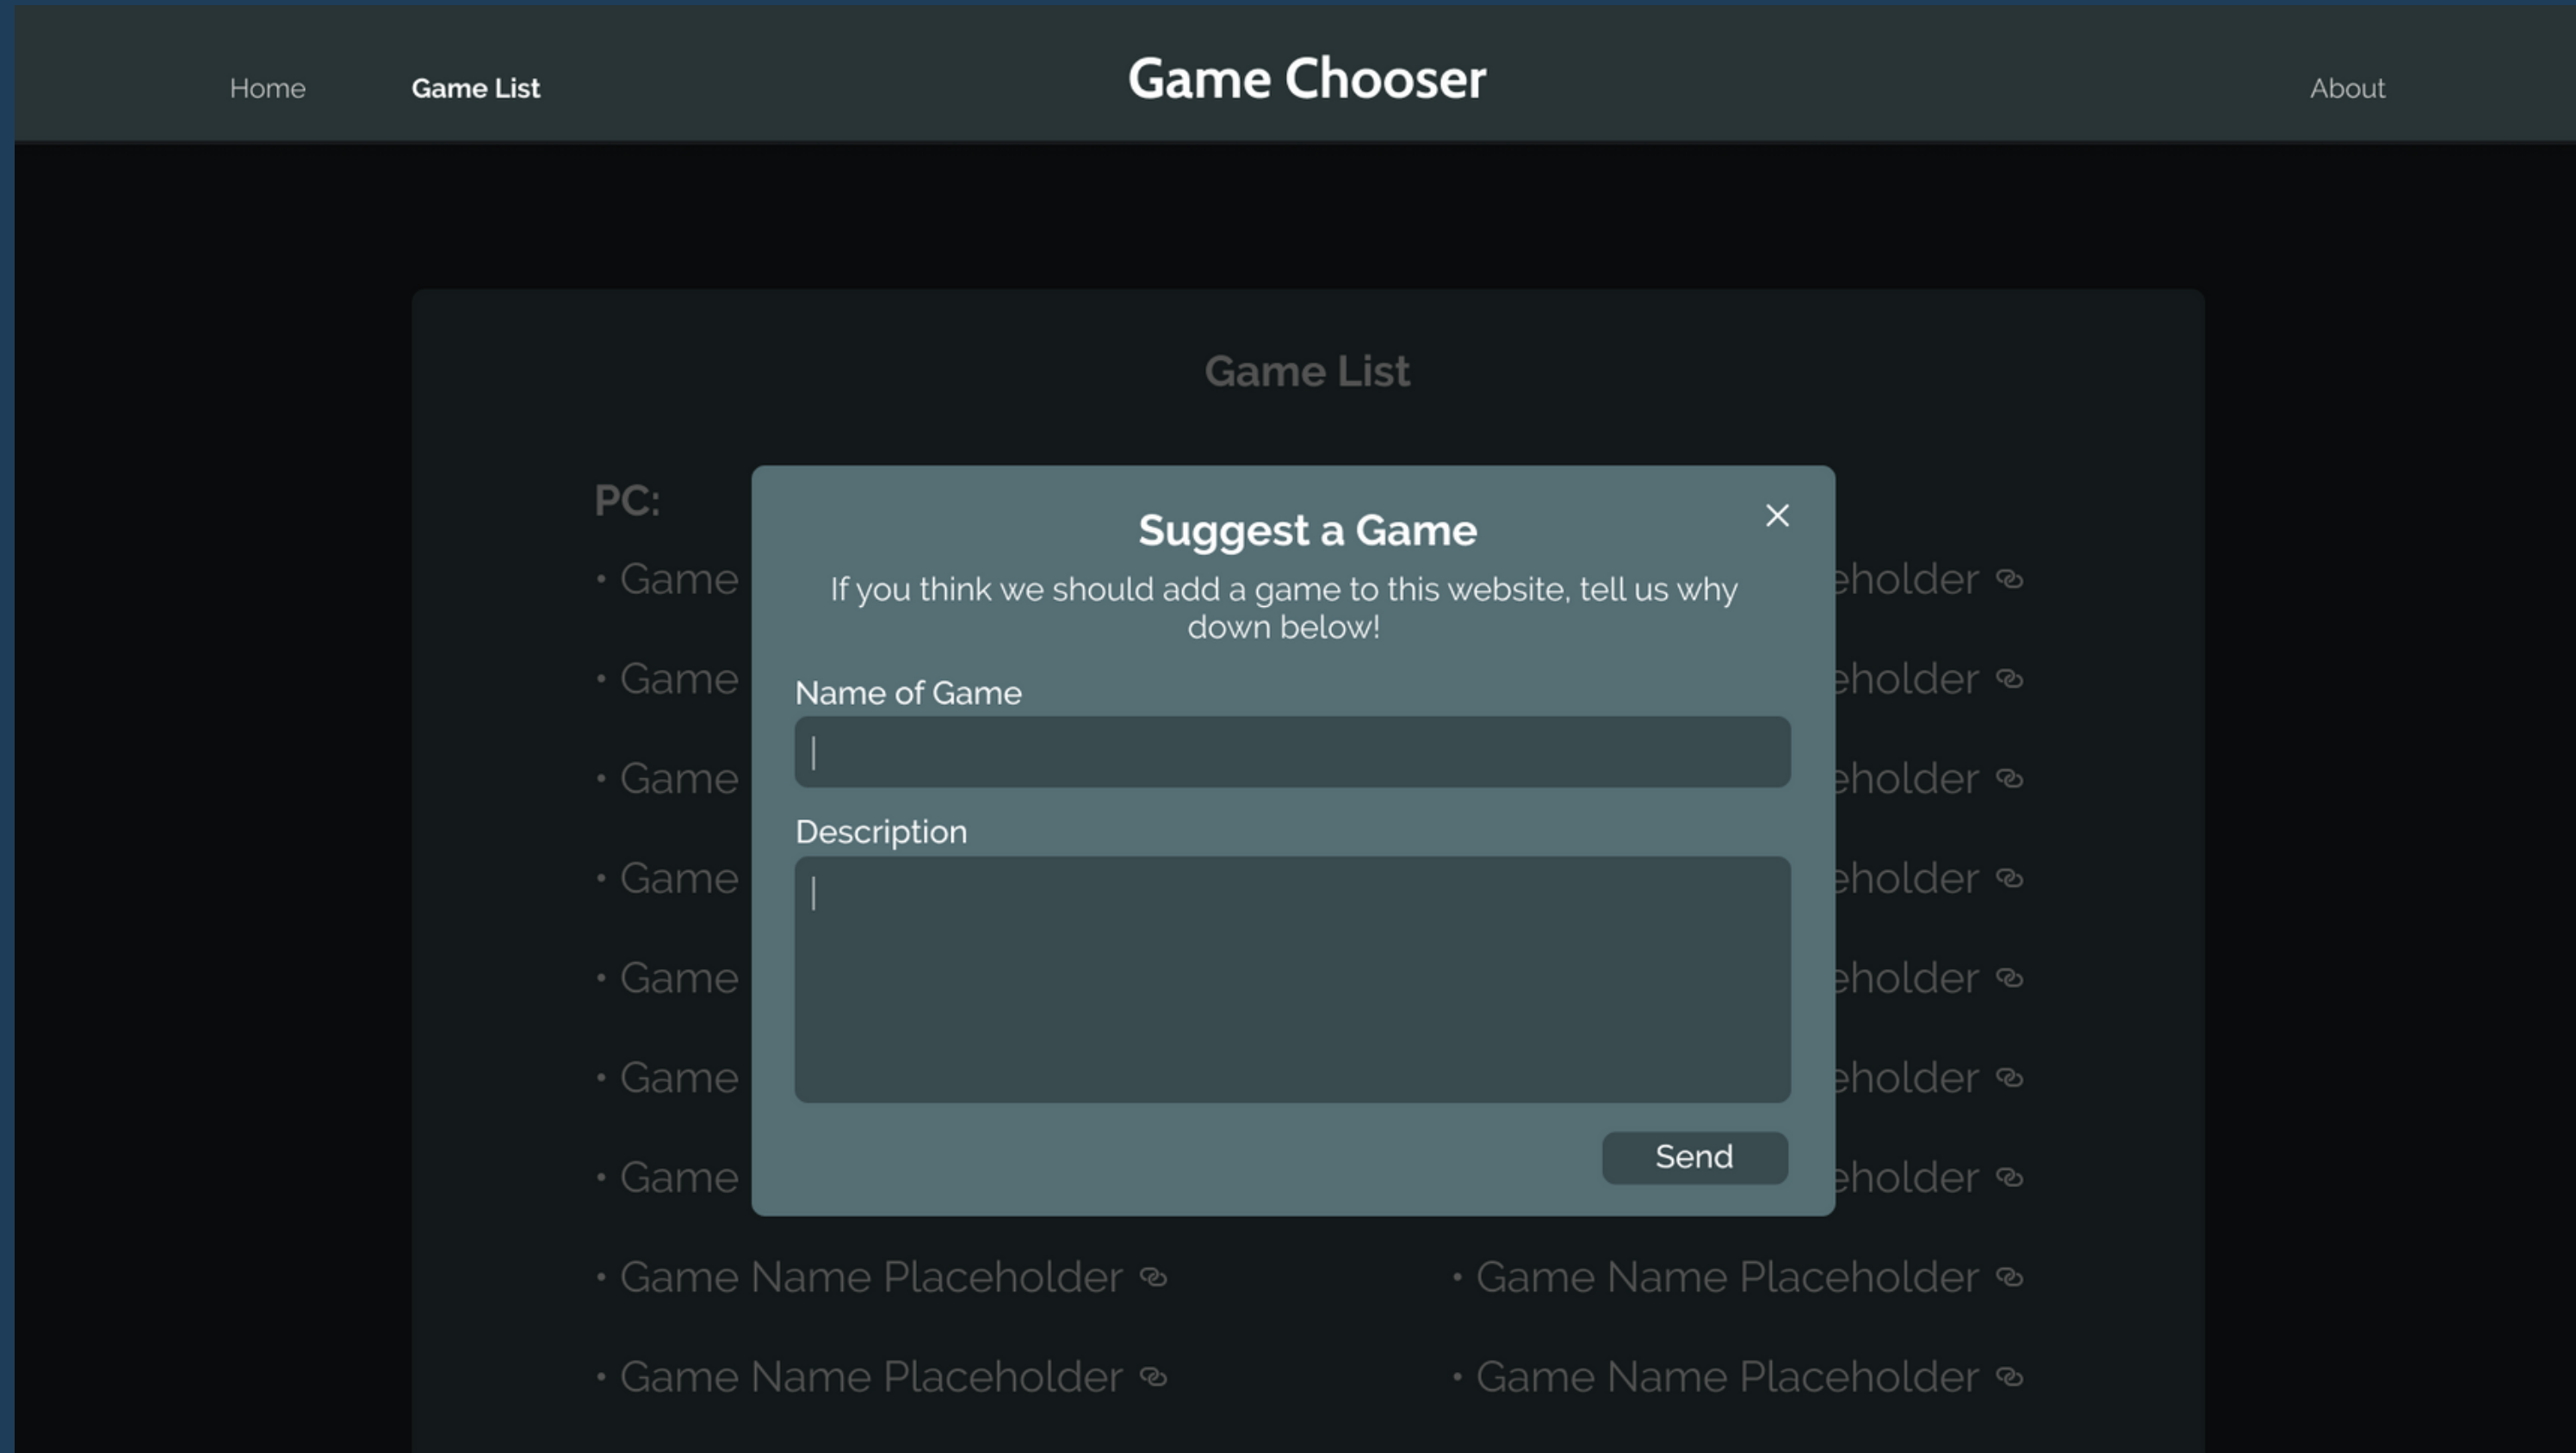 Home
Game List
Game Chooser
About
Game List
PC:
Suggest a Game
If you think we should add a game to this website, tell us why
down below!
Name of Game
Description
Send
• Game
• Game
• Game
• Game
• Game
• Game
• Game
• Game Name Placeholder
• Game Name Placeholder
eholder
eholder
eholder
eholder
eholder
eholder
eholder
• Game Name Placeholder
• Game Name Placeholder